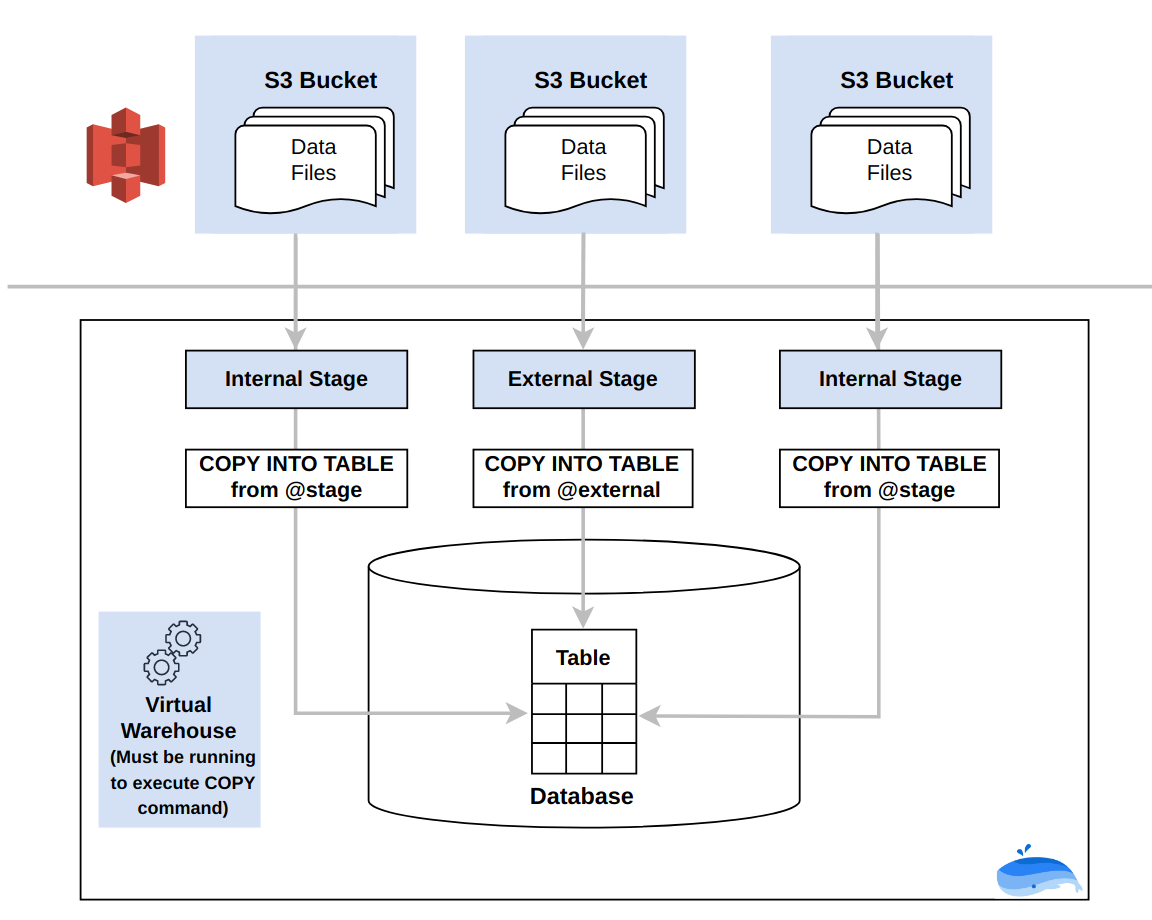 S3 Bucket
Data
Files
S3 Bucket
Data
Files
S3 Bucket
Data
Files
Internal Stage
External Stage
Internal Stage
COPY INTO TABLE
from @stage
COPY INTO TABLE
from @external
COPY INTO TABLE
from @stage
Table
Database
Virtual
Warehouse
(Must be running
to execute COPY
command)